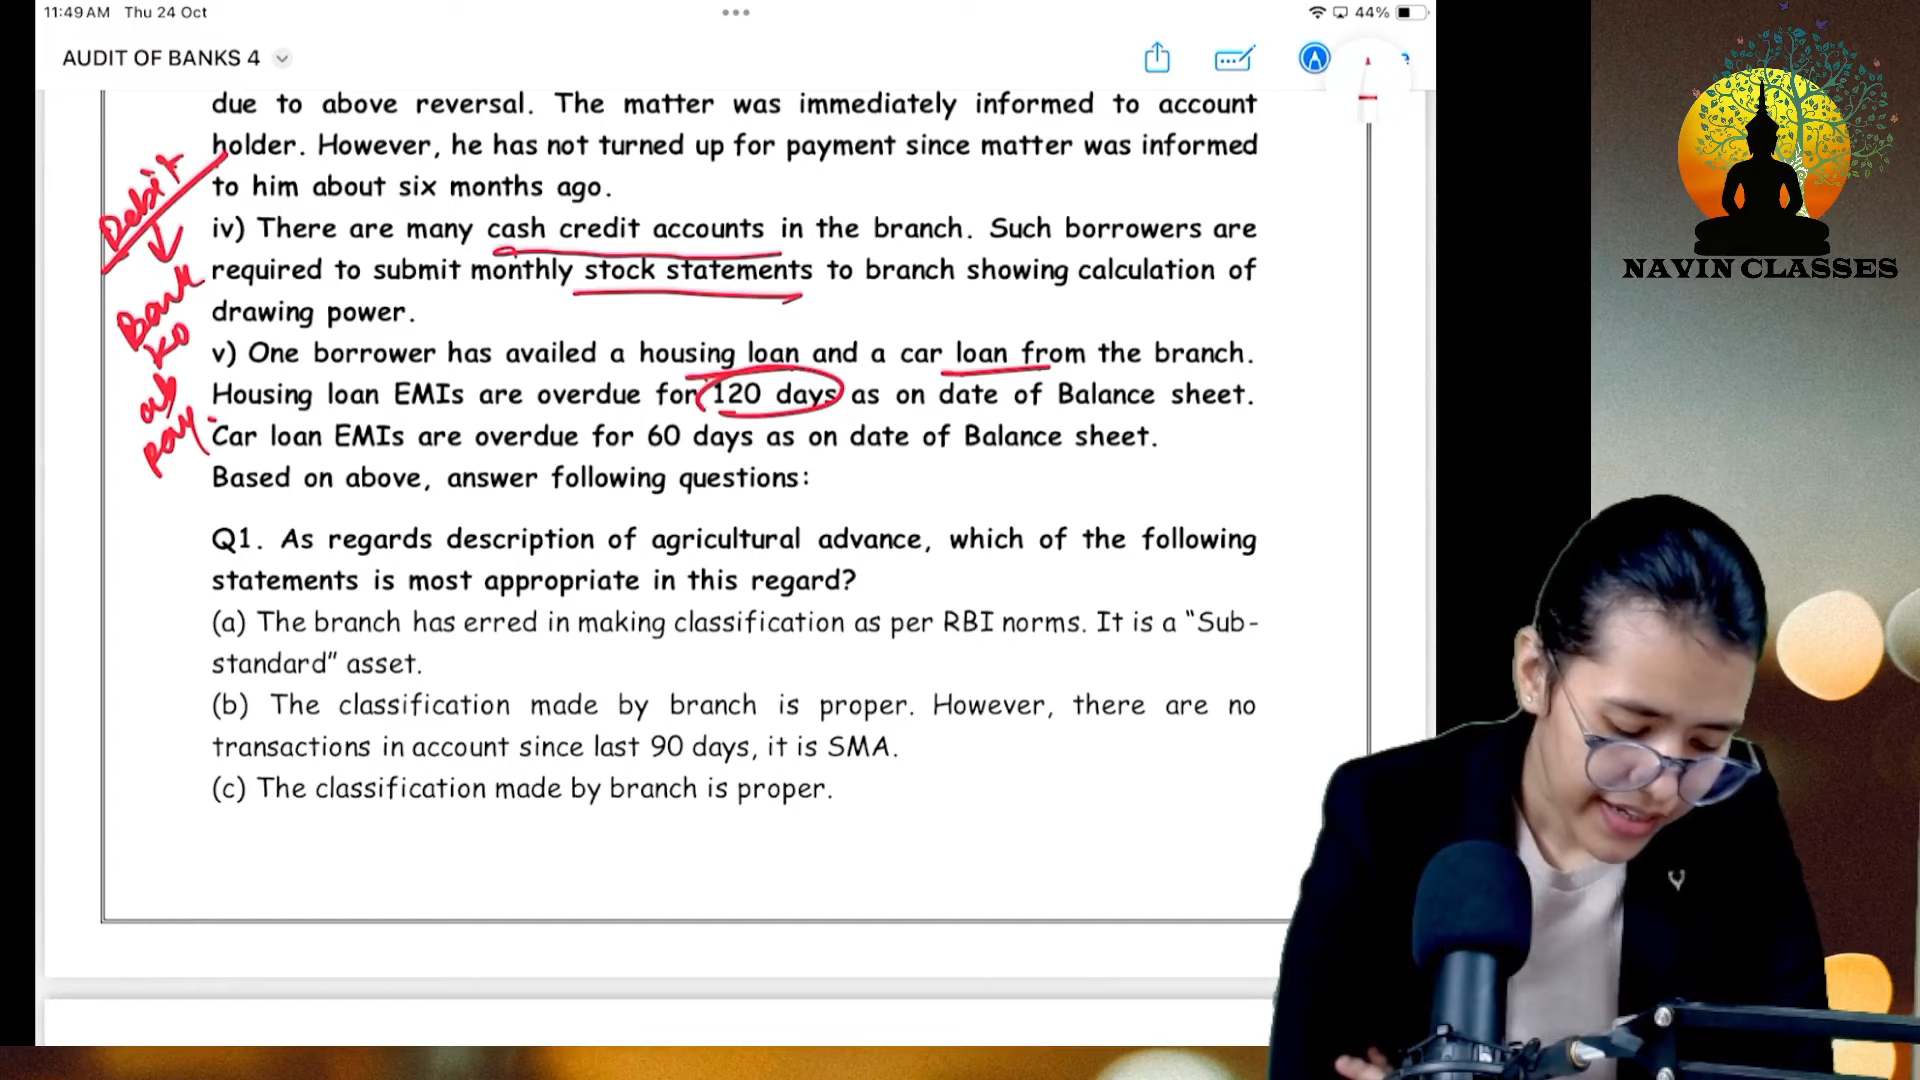 11:49 AM Thu 24 Oct
44%
AUDIT OF BANKS 4
due to above reversal. The matter was immediately informed to account
holder. However, he has not turned up for payment since matter was informed
to him about six months ago.
iv) There are many cash credit accounts in the branch. Such borrowers are
required to submit monthly stock statements to branch showing calculation of
drawing power.
v) One borrower has availed a housing loan and a car loan from the branch.
Housing loan EMIs are overdue for 120 days as on date of Balance sheet.
Car loan EMIs are overdue for 60 days as on date of Balance sheet.
Based on above, answer following questions:
Q1. As regards description of agricultural advance, which of the following
statements is most appropriate in this regard?
(a) The branch has erred in making classification as per RBI norms. It is a “Sub-
standard” asset.
(b) The classification made by branch is proper. However, there are no
transactions in account since last 90 days, it is SMA.
(c) The classification made by branch is proper.
Debit
Bank
ko
pay
NAVIN CLASSES